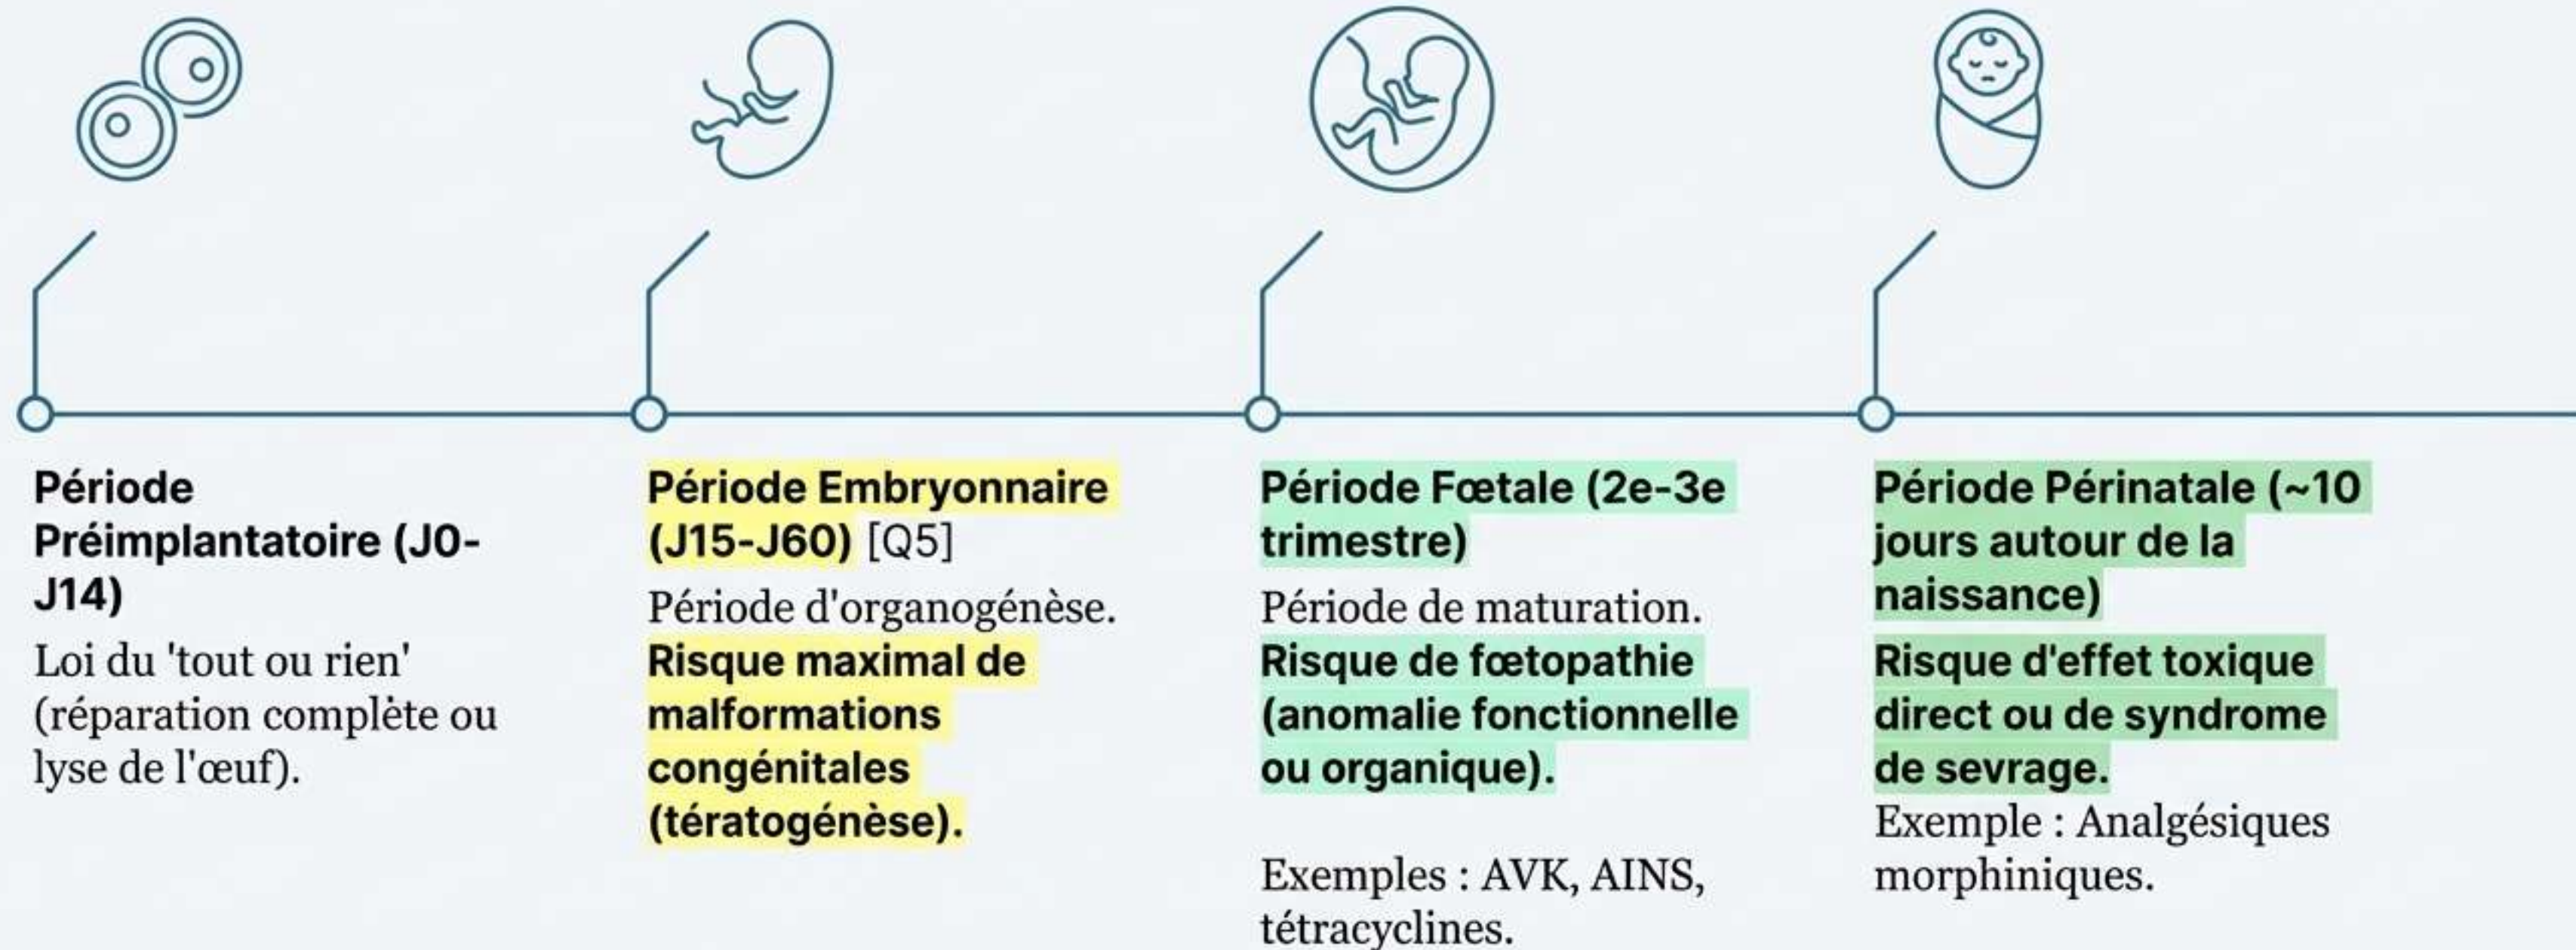 Période
Préimplantatoire (J0-
J14)
Loi du 'tout ou rien'
(réparation complète ou
lyse de l'œuf).
Période Embryonnaire
(J15-J60) [Q5]
Période d'organogénèse.
Risque maximal de
malformations
congénitales
(tératogénèse).
Période Fœtale (2e-3e
trimestre)
Période de maturation.
Risque de fœtopathie
(anomalie fonctionnelle
ou organique).
Exemples : AVK, AINS,
tétracyclines.
Période Périnatale (~10
jours autour de la
naissance)
Risque d'effet toxique
direct ou de syndrome
de sevrage.
Exemple : Analgésiques
morphiniques.